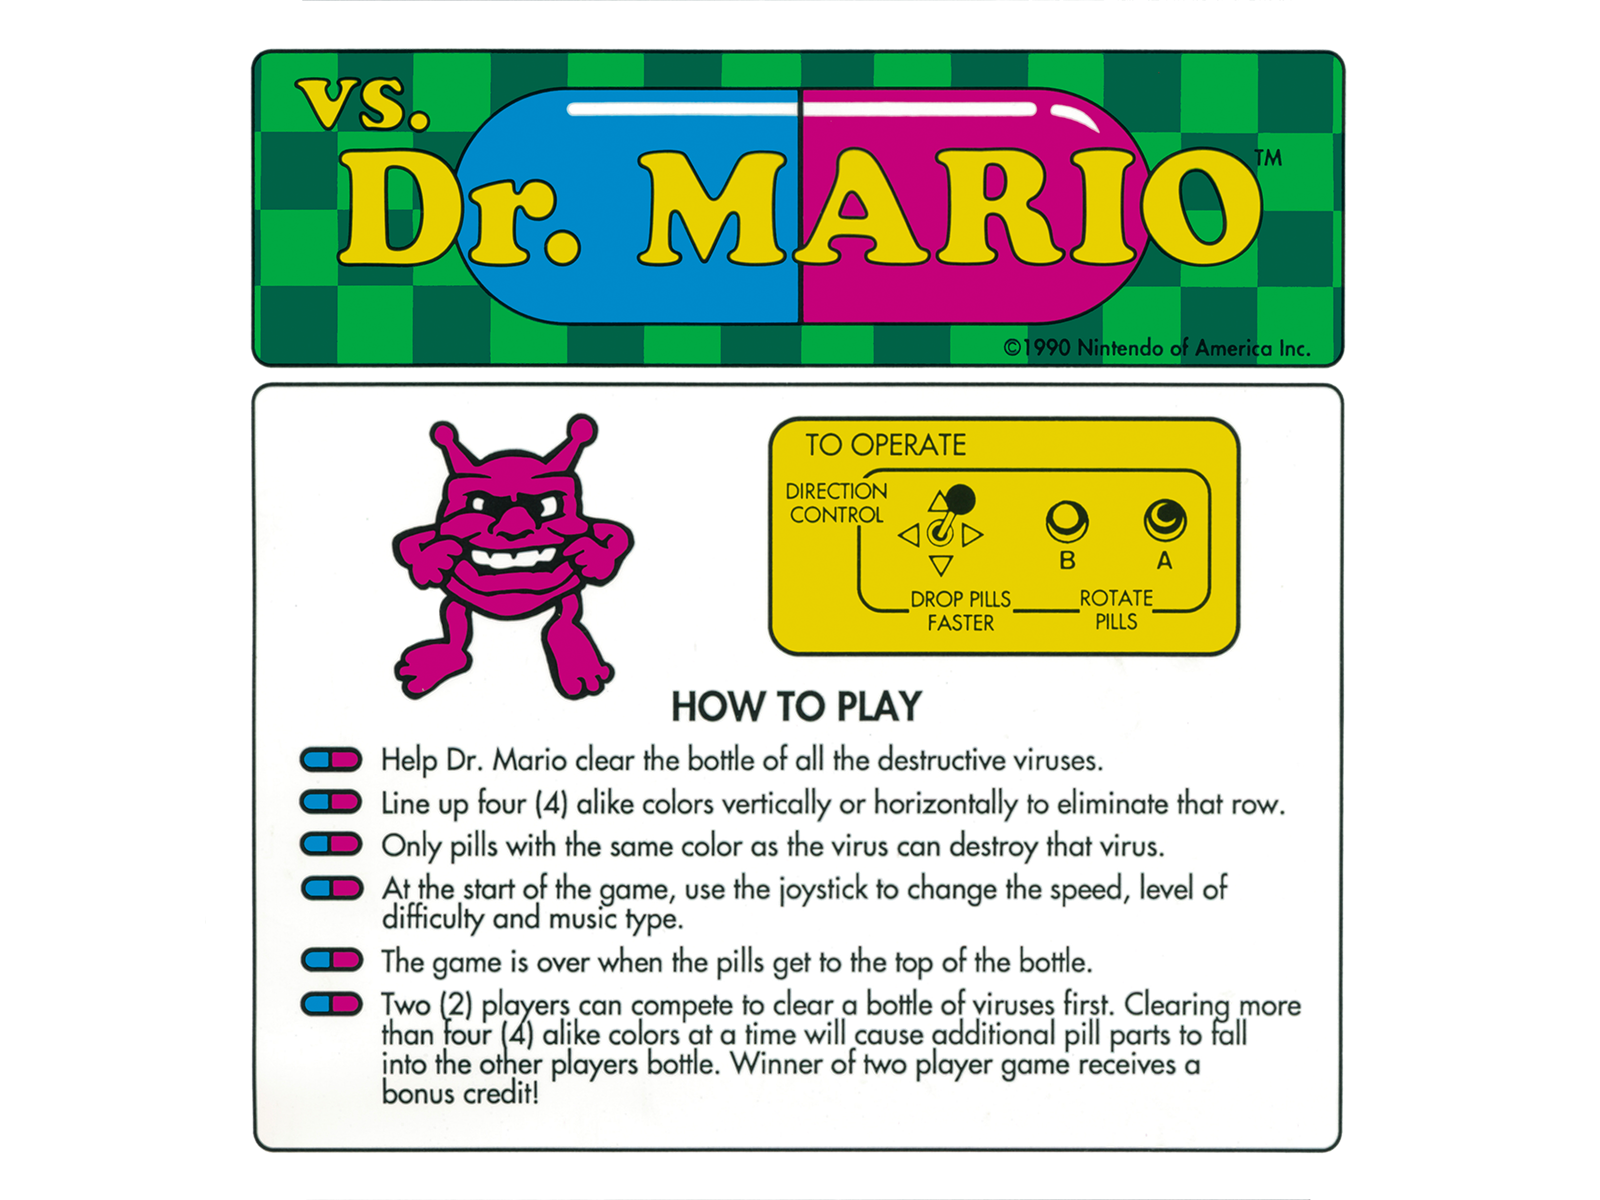 vs.
Dr. MARIO™
©1990 Nintendo of America Inc.
TO OPERATE
DIRECTION
CONTROL
B
A
DROP PILLS
FASTER
ROTATE
PILLS
HOW TO PLAY
Help Dr. Mario clear the bottle of all the destructive viruses.
Line up four (4) alike colors vertically or horizontally to eliminate that row.
Only pills with the same color as the virus can destroy that virus.
At the start of the game, use the joystick to change the speed, level of
difficulty and music type.
The game is over when the pills get to the top of the bottle.
Two (2) players can compete to clear a bottle of viruses first. Clearing more
than four (4) alike colors at a time will cause additional pill parts to fall
into the other players bottle. Winner of two player game receives a
bonus credit!